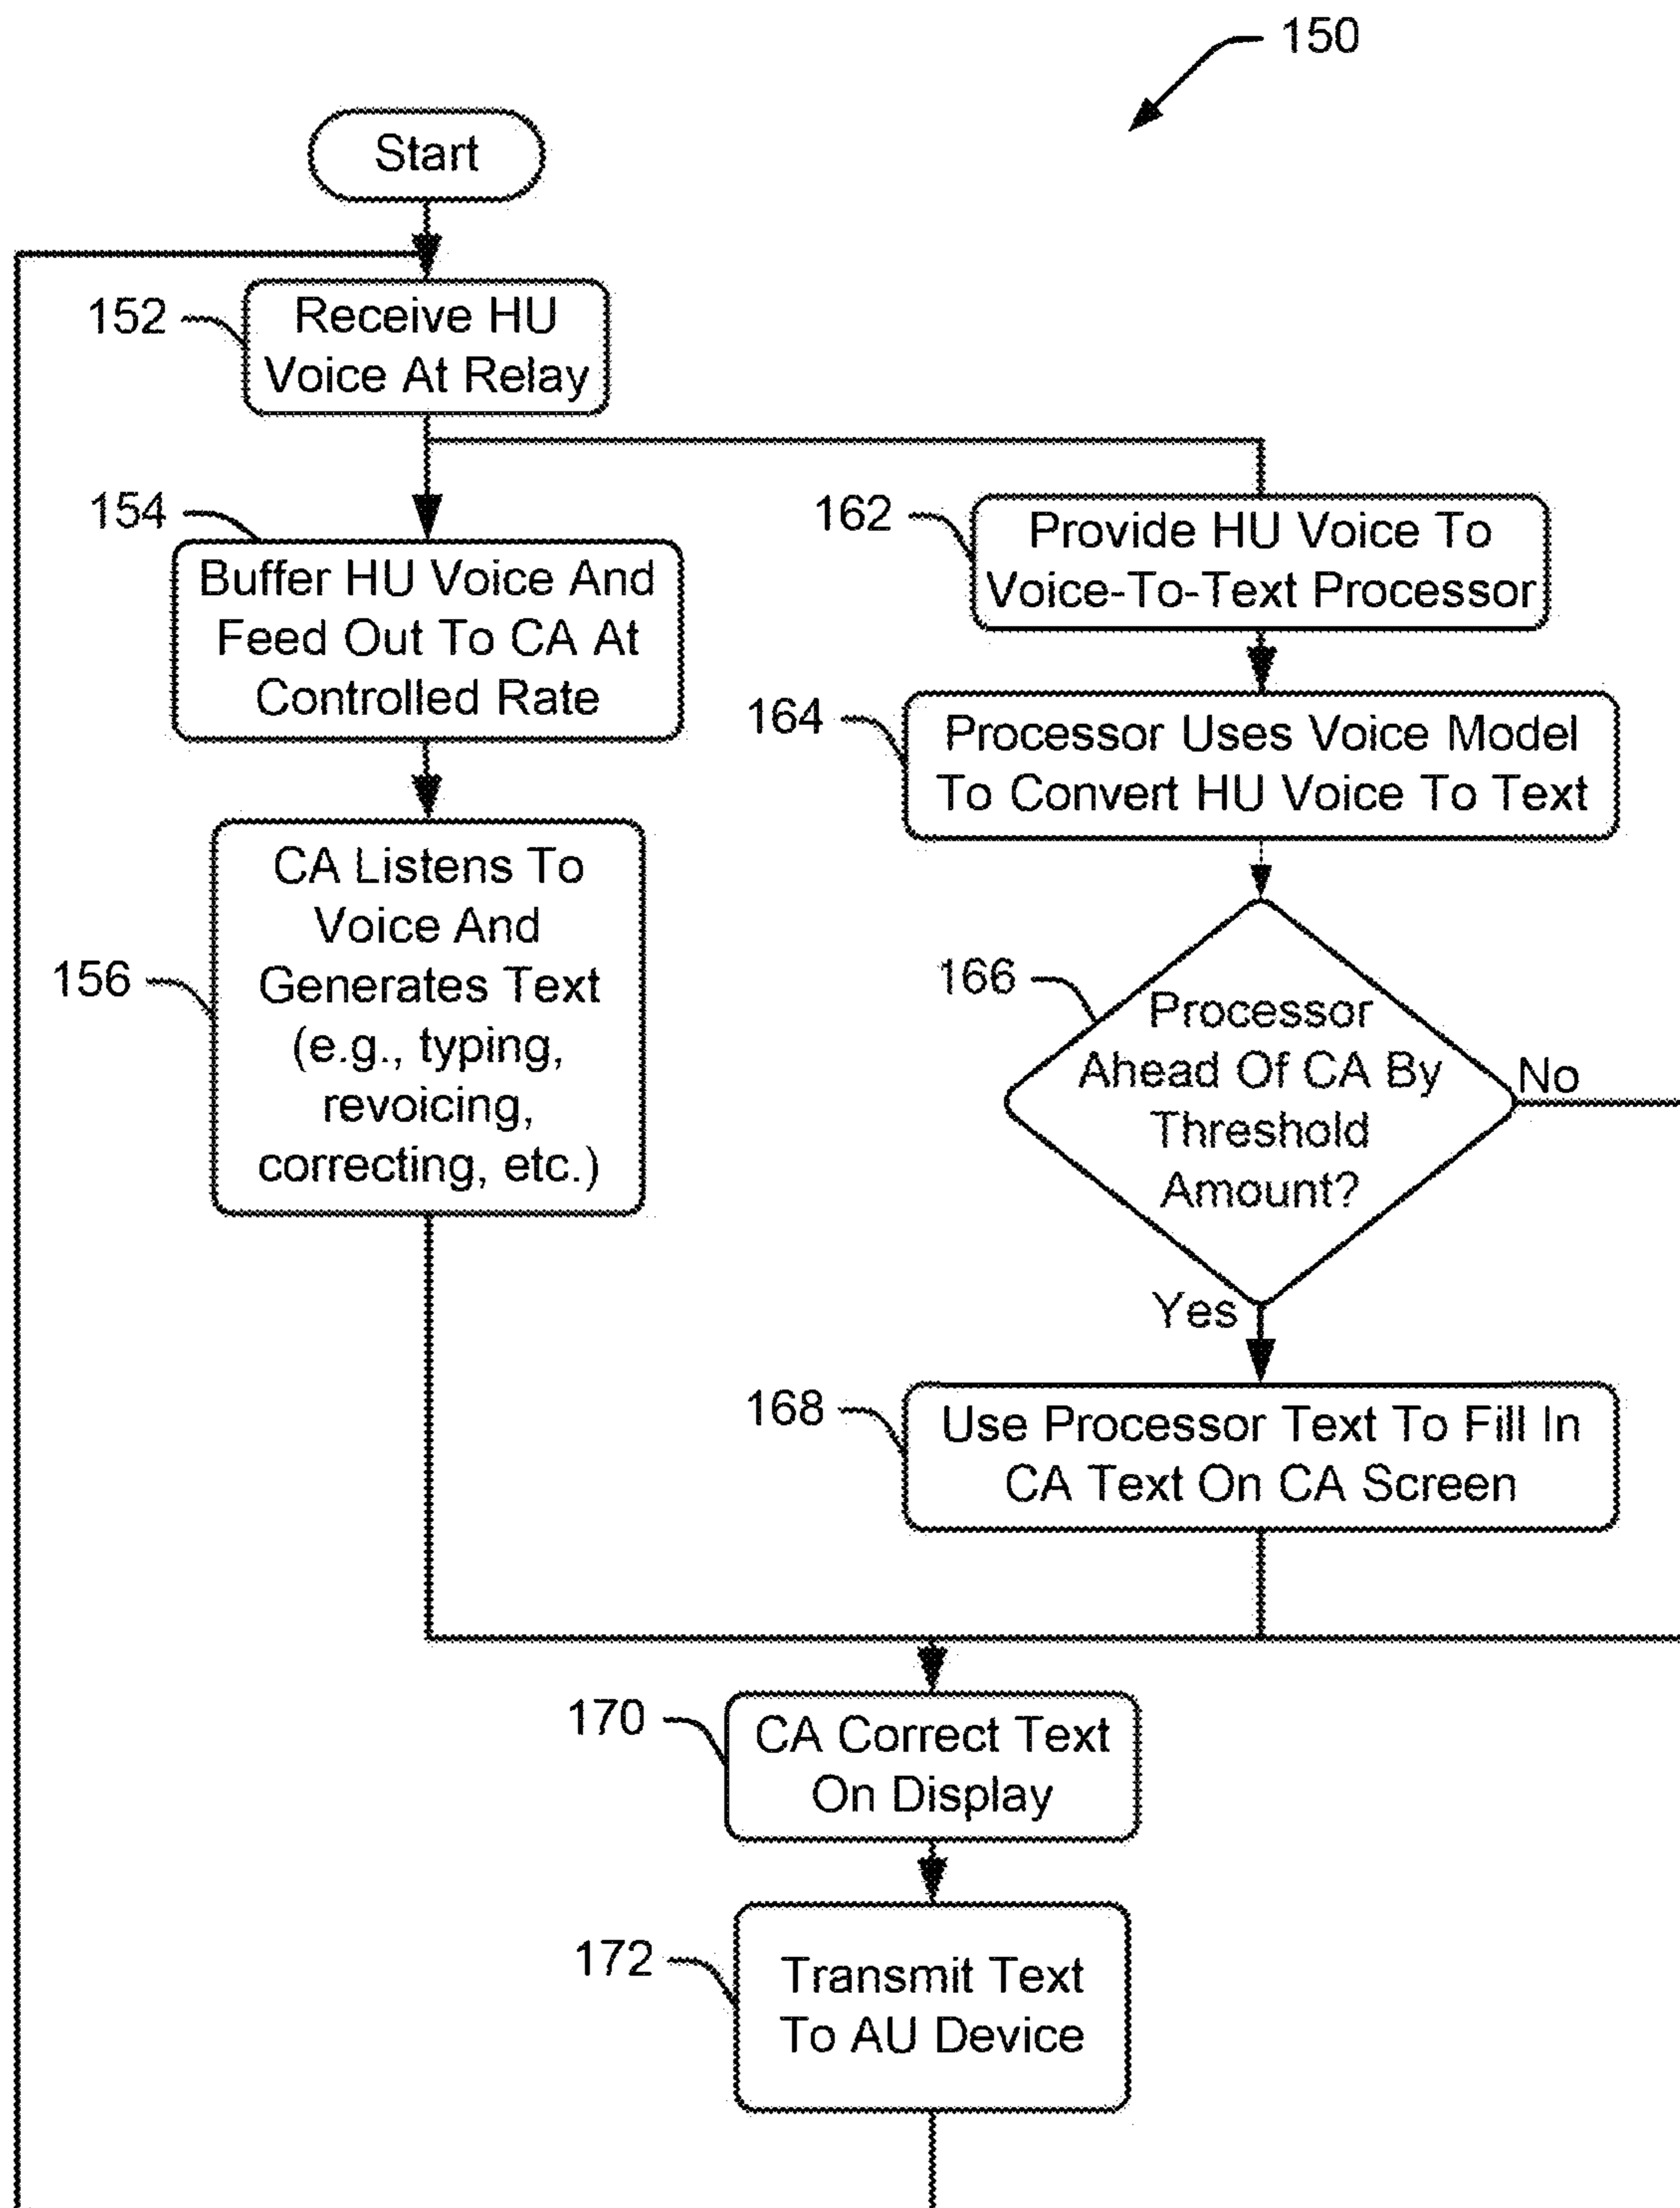 150
Start
152
Receive HU
Voice At Relay
154
Buffer HU Voice And
Feed Out To CA At
Controlled Rate
162
Provide HU Voice To
Voice-To-Text Processor
164
Processor Uses Voice Model
To Convert HU Voice To Text
156
CA Listens To
Voice And
Generates Text
(e.g., typing,
revoicing,
correcting, etc.)
166
Processor
Ahead Of CA By
Threshold
Amount?
No
Yes
168
Use Processor Text To Fill In
CA Text On CA Screen
170
CA Correct Text
On Display
172
Transmit Text
To AU Device